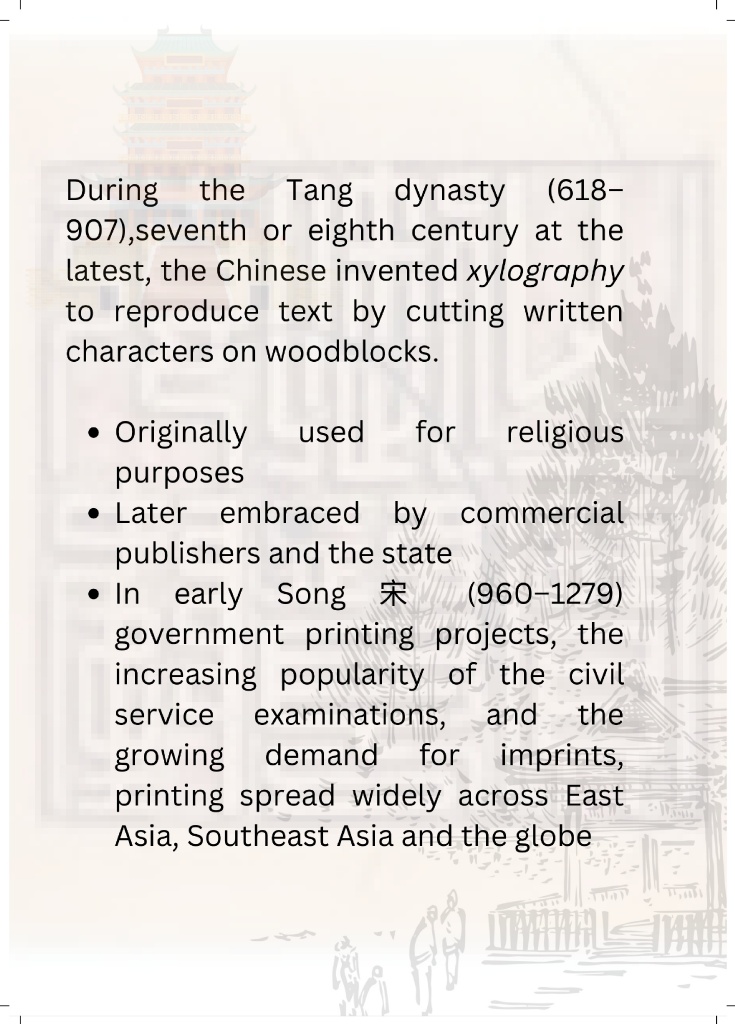 During the Tang dynasty (618–
907),seventh or eighth century at the
latest, the Chinese invented xylography
to reproduce text by cutting written
characters on woodblocks.
• Originally used for religious
purposes
• Later embraced by commercial
publishers and the state
• In early Song 宋 (960–1279)
government printing projects, the
increasing popularity of the civil
service examinations, and the
growing demand for imprints,
printing spread widely across East
Asia, Southeast Asia and the globe